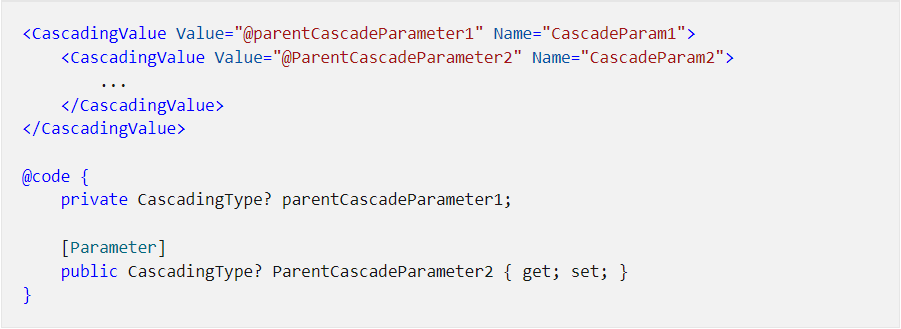 <CascadingValue Value="@parentCascadeParameter1" Name="CascadeParam1">
    <CascadingValue Value="@ParentCascadeParameter2" Name="CascadeParam2">
        ...
    </CascadingValue>
</CascadingValue>

@code {
    private CascadingType? parentCascadeParameter1;

    [Parameter]
    public CascadingType? ParentCascadeParameter2 { get; set; }
}